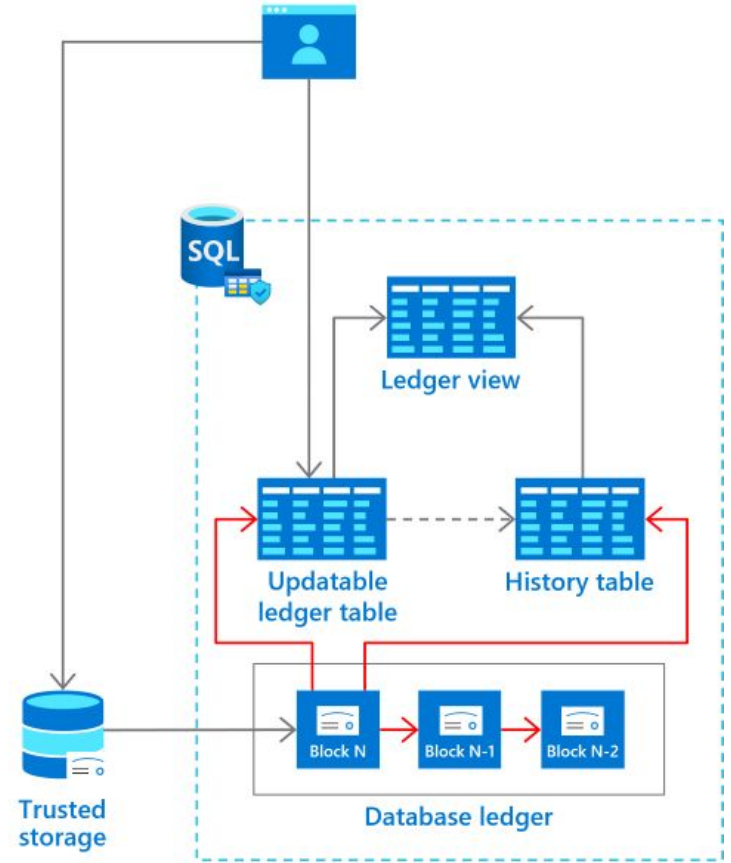 SQL
Ledger view
Updatable
ledger table
History table
Block N
Block N-1
Block N-2
Trusted
storage
Database ledger